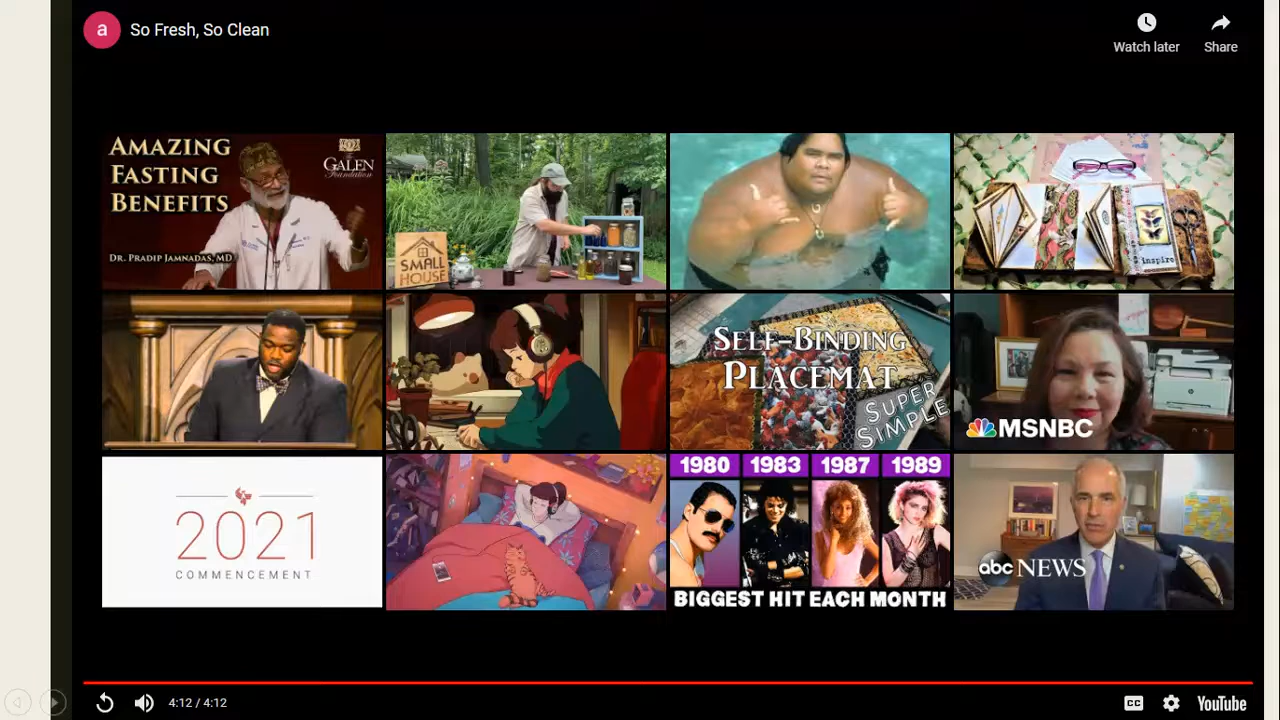 a
So Fresh, So Clean
Watch later
Share
AMAZING
FASTING
BENEFITS
GALEN
Foundation
DR. PRADIP JAMNADAS, MD
SMALL
HOUSE
inspire
SELF-BINDING
PLACEMAT
SUPER
SIMPLE
MSNBC
2021
COMMENCEMENT
1980
1983
1987
1989
BIGGEST HIT EACH MONTH
abc NEWS
4:12 / 4:12
CC
YouTube